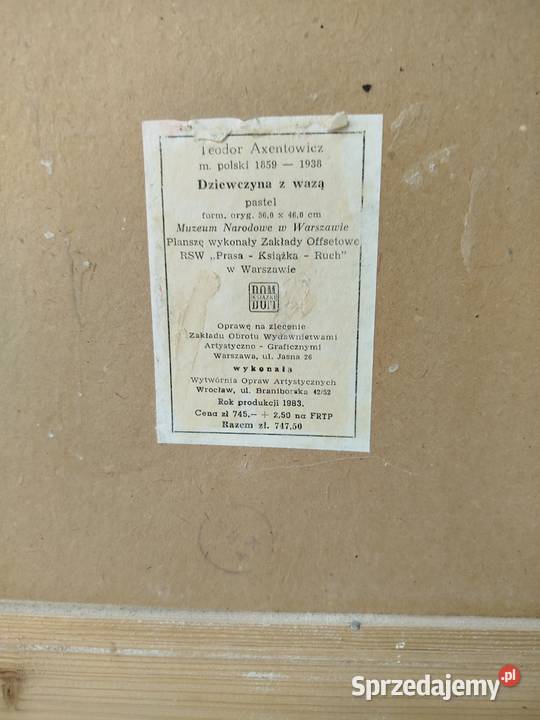 Teodor Axentowicz
m. polski 1859 — 1938
Dziewczyna z wazą
pastel
form. oryg. 56,0 x 46,0 cm
Muzeum Narodowe w Warszawie
Planszę wykonały Zakłady Offsetowe
RSW „Prasa - Książka - Ruch"
w Warszawie
DOM
KSIĄŻKI
DOM
Oprawę na zlecenie
Zakładu Obrotu Wydawnictwami
Artystyczno - Graficznymi
Warszawa, ul. Jasna 26
wykonała
Wytwórnia Opraw Artystycznych
Wrocław, ul. Braniborska 42/52
Rok produkcji 1983.
Cena zł 745,— + 2,50 na FRTP
Razem zł. 747,50
Sprzedajemy.pl